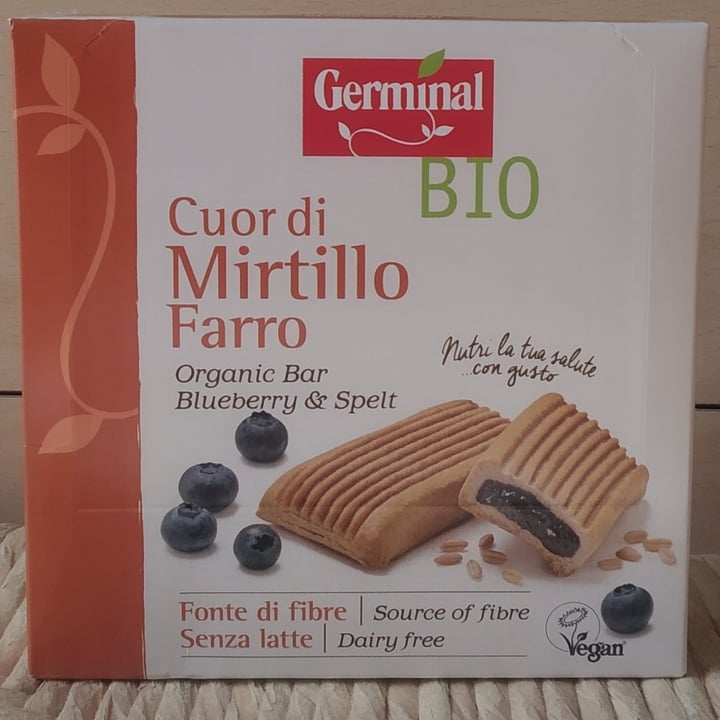 Germinal
BIO
Cuor di
Mirtillo
Farro
Organic Bar
Blueberry & Spelt
Nutri la tua salute
...con gusto
Fonte di fibre | Source of fibre
Senza latte | Dairy free
Vegan